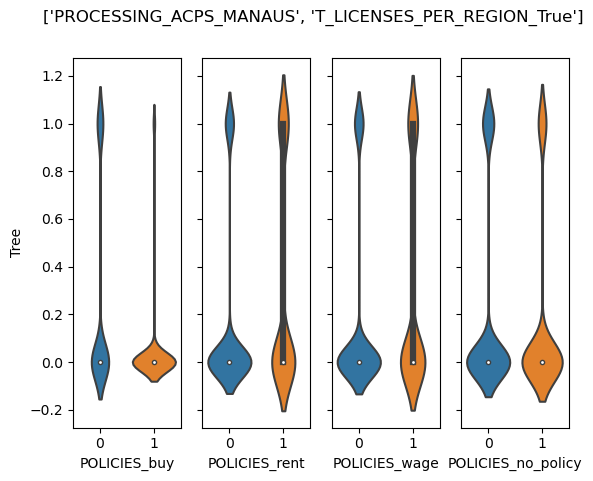 ['PROCESSING_ACPS_MANAUS', 'T_LICENSES_PER_REGION_True']
1.2
1.0
0.8
0.6
0.4
0.2
0.0
−0.2
Tree
0 1 0 1 0 1 0 1
POLICIES_buy POLICIES_rent POLICIES_wage POLICIES_no_policy